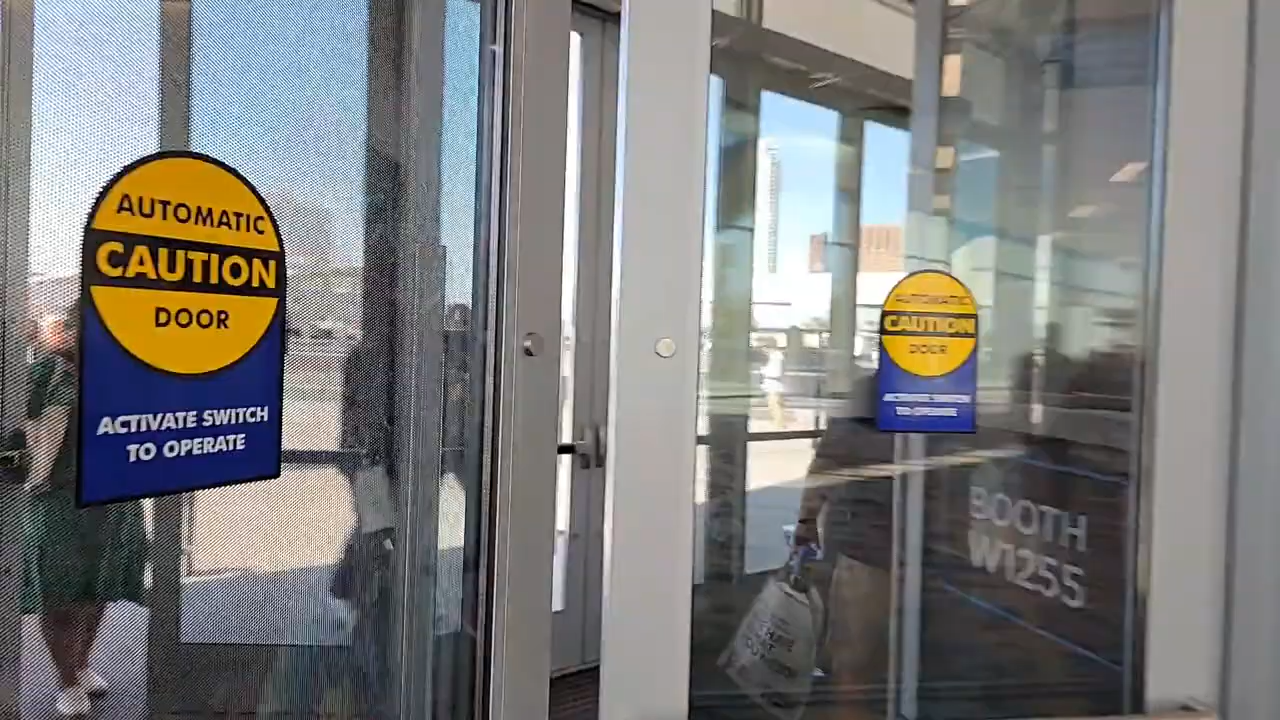 AUTOMATIC
CAUTION
DOOR
ACTIVATE SWITCH
TO OPERATE
AUTOMATIC
CAUTION
DOOR
ACTIVATE SWITCH
TO OPERATE
BOOTH
W1255